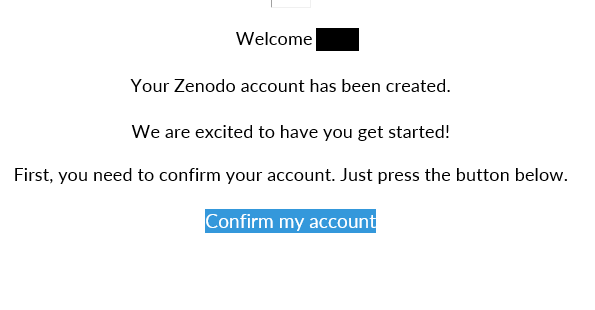 Welcome
Your Zenodo account has been created.
We are excited to have you get started!
First, you need to confirm your account. Just press the button below.
Confirm my account